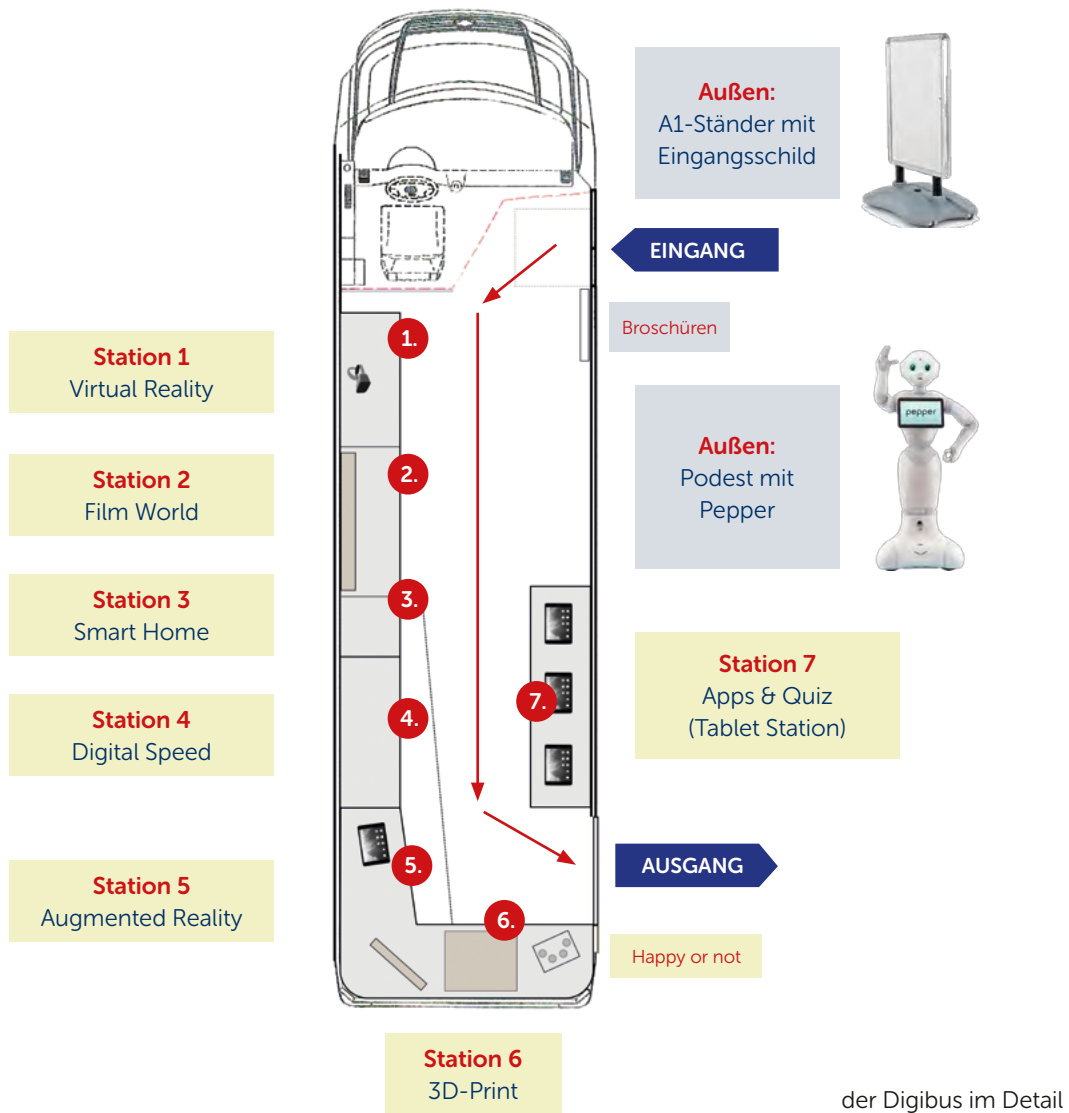 Außen:
A1-Ständer mit
Eingangsschild
EINGANG
Broschüren
Station 1
Virtual Reality
1.
Außen:
Podest mit
Pepper
pepper
Station 2
Film World
2.
Station 3
Smart Home
3.
Station 7
Apps & Quiz
(Tablet Station)
7.
Station 4
Digital Speed
4.
Station 5
Augmented Reality
5.
AUSGANG
6.
Happy or not
Station 6
3D-Print
der Digibus im Detail